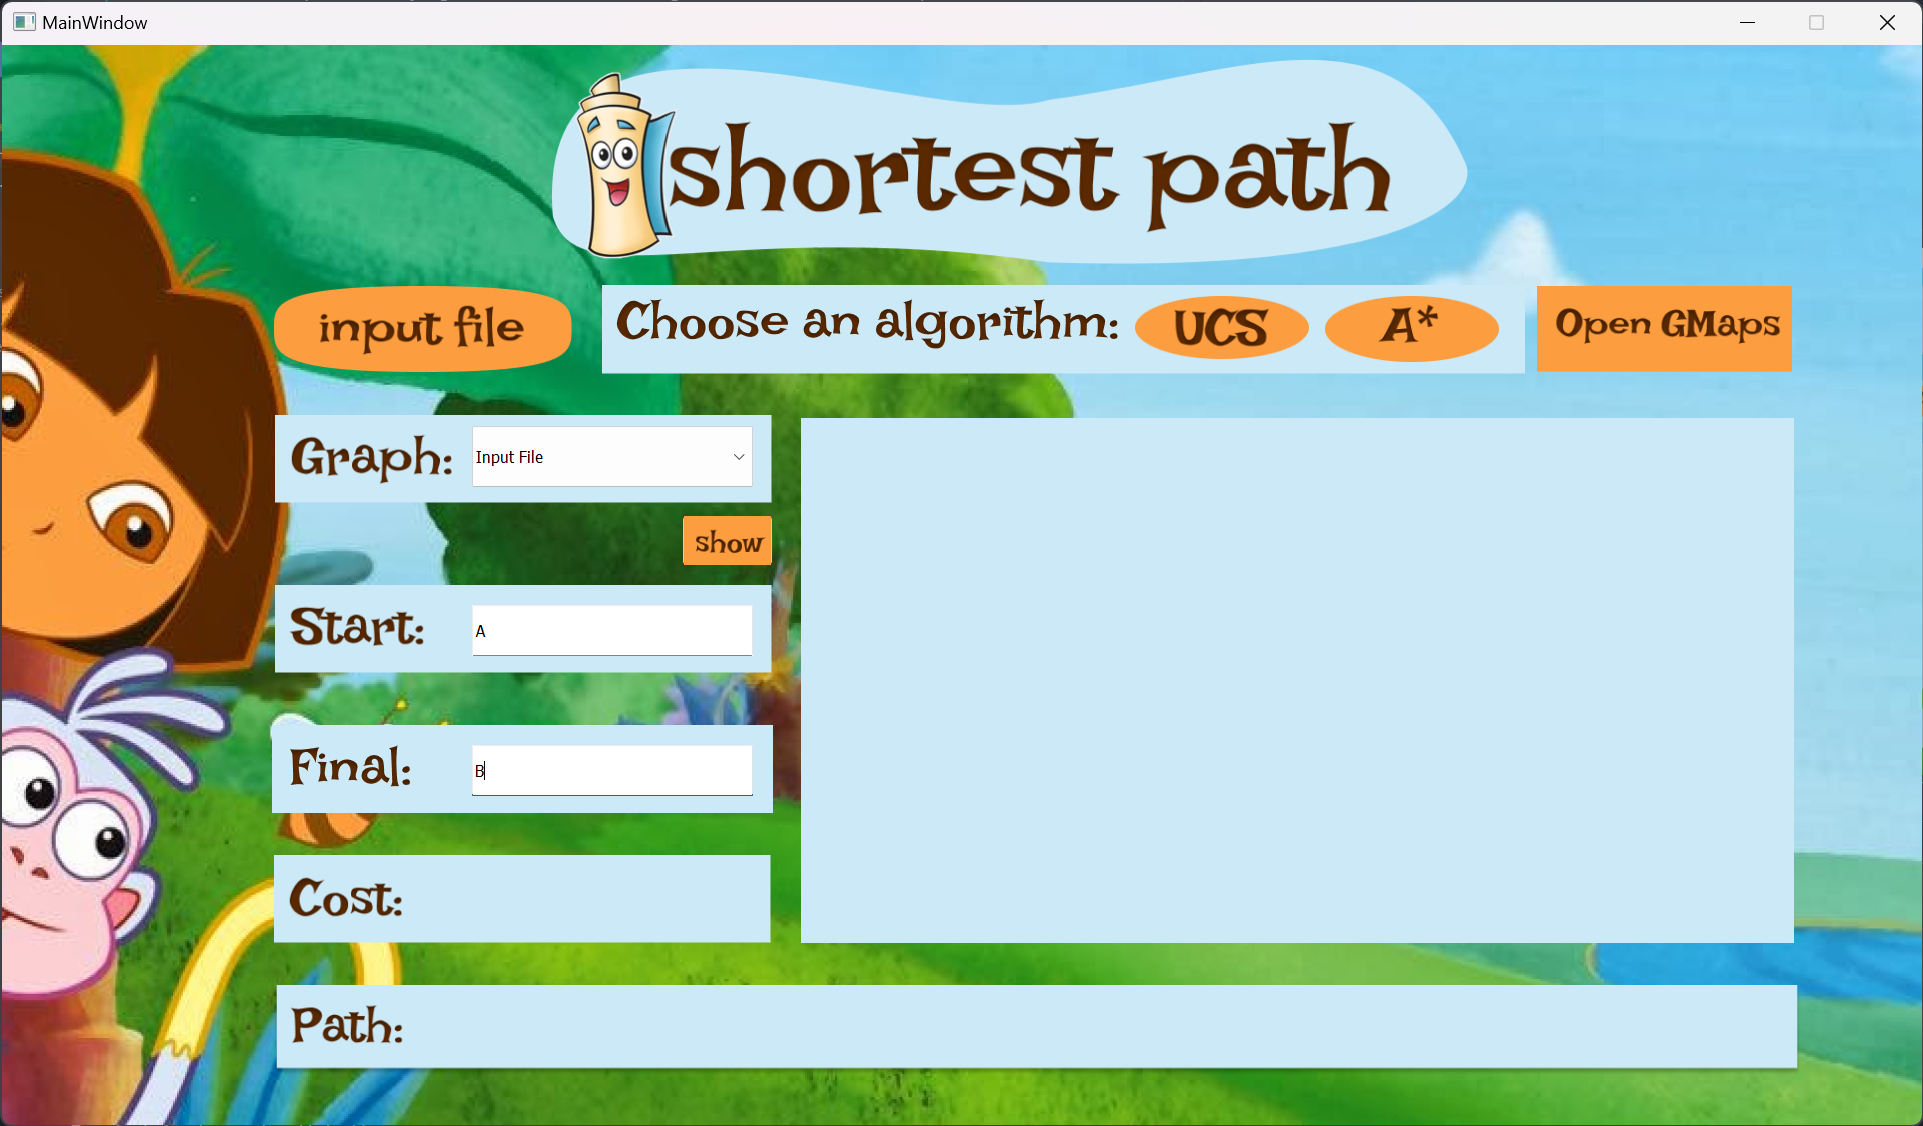 MainWindow
shortest path
input file
Choose an algorithm:
UCS
A*
Open GMaps
Graph:
Input File
show
Start:
A
Final:
B
Cost:
Path: